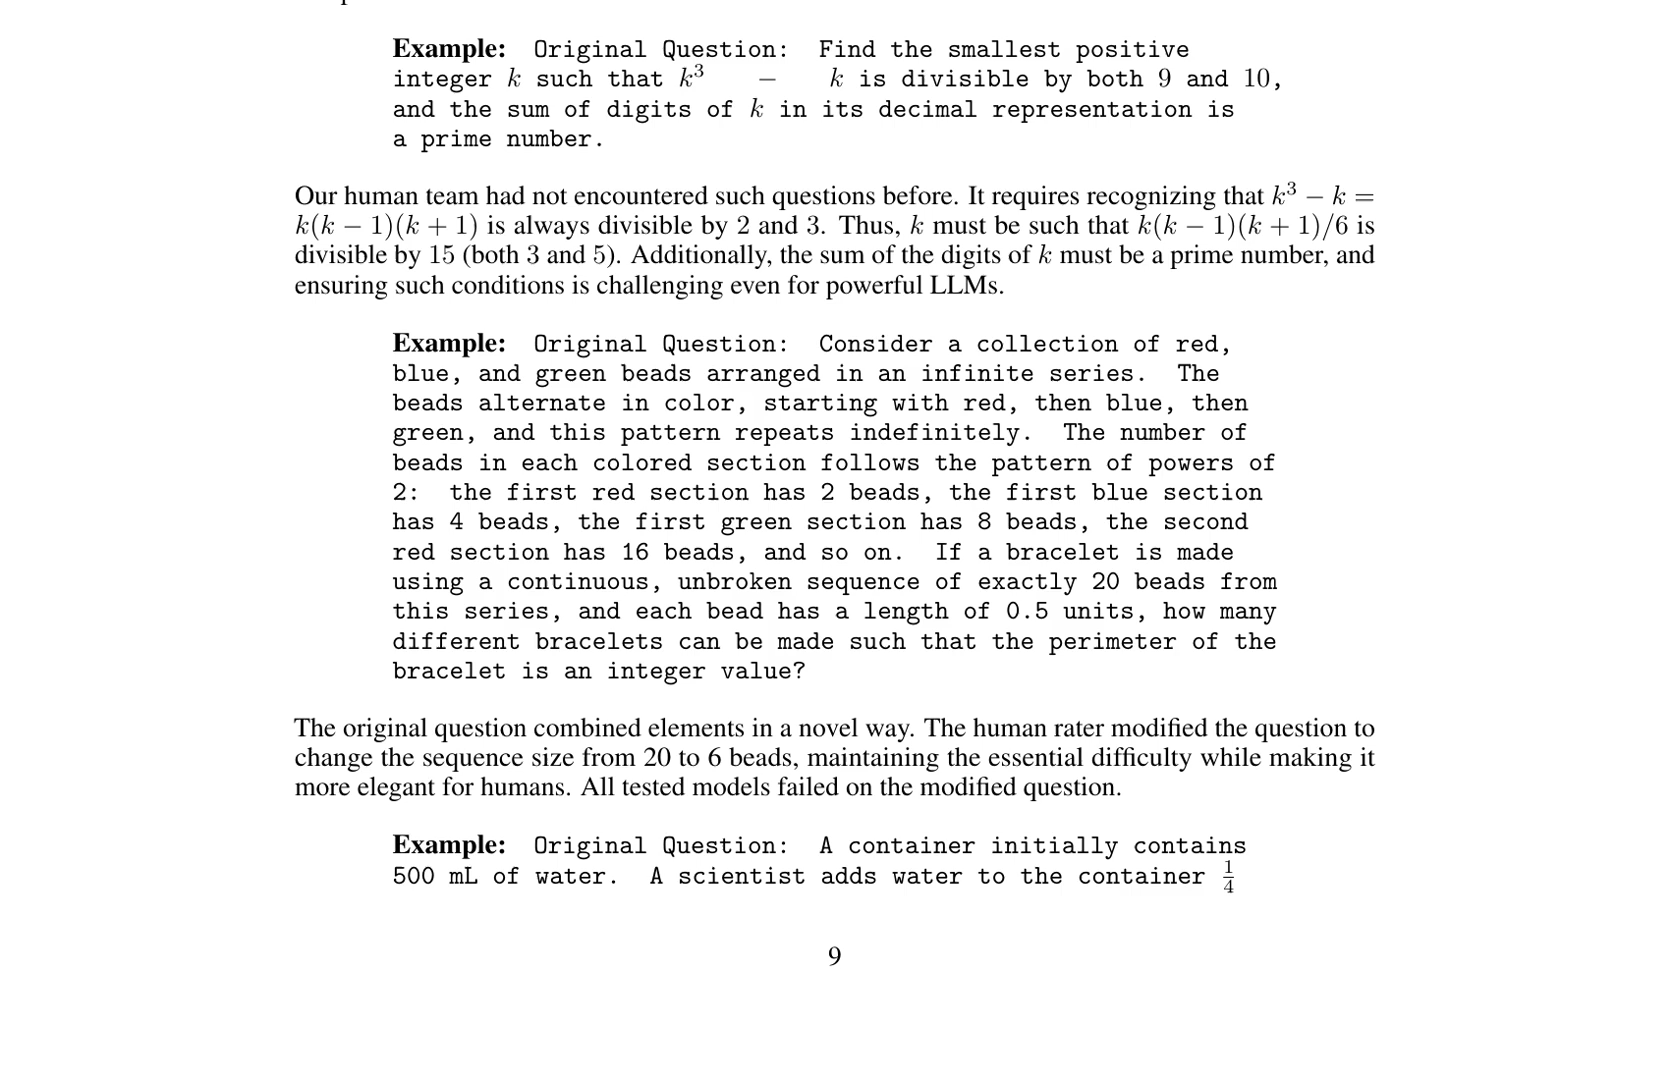 Example: Original Question: Find the smallest positive
integer k such that k³ − k is divisible by both 9 and 10,
and the sum of digits of k in its decimal representation is
a prime number.
Our human team had not encountered such questions before. It requires recognizing that k³ − k =
k(k − 1)(k + 1) is always divisible by 2 and 3. Thus, k must be such that k(k − 1)(k + 1)/6 is
divisible by 15 (both 3 and 5). Additionally, the sum of the digits of k must be a prime number, and
ensuring such conditions is challenging even for powerful LLMs.
Example: Original Question: Consider a collection of red,
blue, and green beads arranged in an infinite series. The
beads alternate in color, starting with red, then blue, then
green, and this pattern repeats indefinitely. The number of
beads in each colored section follows the pattern of powers of
2: the first red section has 2 beads, the first blue section
has 4 beads, the first green section has 8 beads, the second
red section has 16 beads, and so on. If a bracelet is made
using a continuous, unbroken sequence of exactly 20 beads from
this series, and each bead has a length of 0.5 units, how many
different bracelets can be made such that the perimeter of the
bracelet is an integer value?
The original question combined elements in a novel way. The human rater modified the question to
change the sequence size from 20 to 6 beads, maintaining the essential difficulty while making it
more elegant for humans. All tested models failed on the modified question.
Example: Original Question: A container initially contains
500 mL of water. A scientist adds water to the container 1/4
9